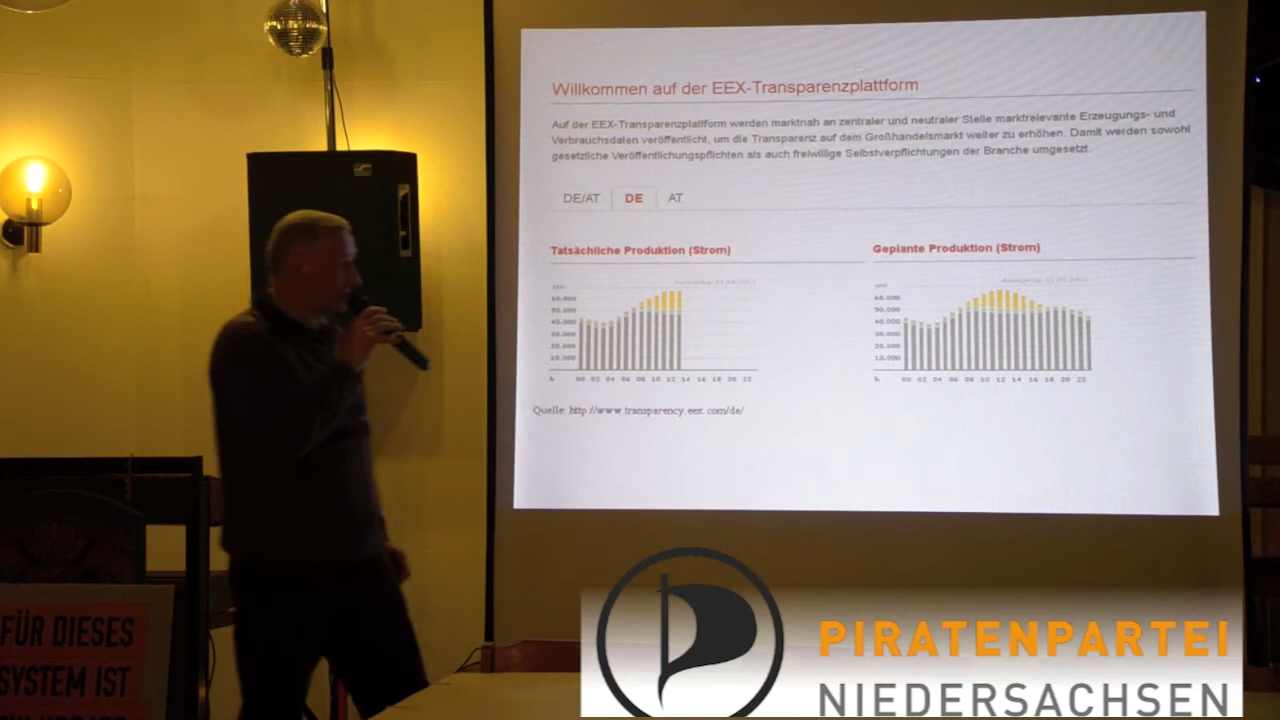 Willkommen auf der EEX-Transparenzplattform
Auf der EEX-Transparenzplattform werden marktnah an zentraler und neutraler Stelle marktrelevante Erzeugungs- und
Verbrauchsdaten veröffentlicht, um die Transparenz auf dem Großhandelsmarkt weiter zu erhöhen. Damit werden sowohl
gesetzliche Veröffentlichungspflichten als auch freiwillige Selbstverpflichtungen der Branche umgesetzt.
DE/AT DE AT
Tatsächliche Produktion (Strom)
MW
60.000
50.000
40.000
30.000
20.000
10.000
h 00 02 04 06 08 10 12 14 16 18 20 22
Geplante Produktion (Strom)
MW
60.000
50.000
40.000
30.000
20.000
10.000
h 00 02 04 06 08 10 12 14 16 18 20 22
Quelle: http://www.transparency.eex.com/de/
FÜR DIESES
SYSTEM IST
PIRATENPARTEI
NIEDERSACHSEN